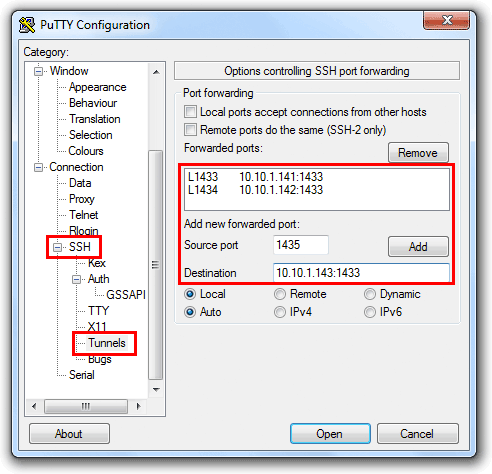 PuTTY Configuration
Category:
Window
Appearance
Behaviour
Translation
Selection
Colours
Connection
Data
Proxy
Telnet
Rlogin
SSH
Kex
Auth
GSSAPI
TTY
X11
Tunnels
Bugs
Serial
Options controlling SSH port forwarding
Port forwarding
Local ports accept connections from other hosts
Remote ports do the same (SSH-2 only)
Forwarded ports:
Remove
L1433 10.10.1.141:1433
L1434 10.10.1.142:1433
Add new forwarded port:
Source port 1435 Add
Destination 10.10.1.143:1433
Local Remote Dynamic
Auto IPv4 IPv6
About Open Cancel